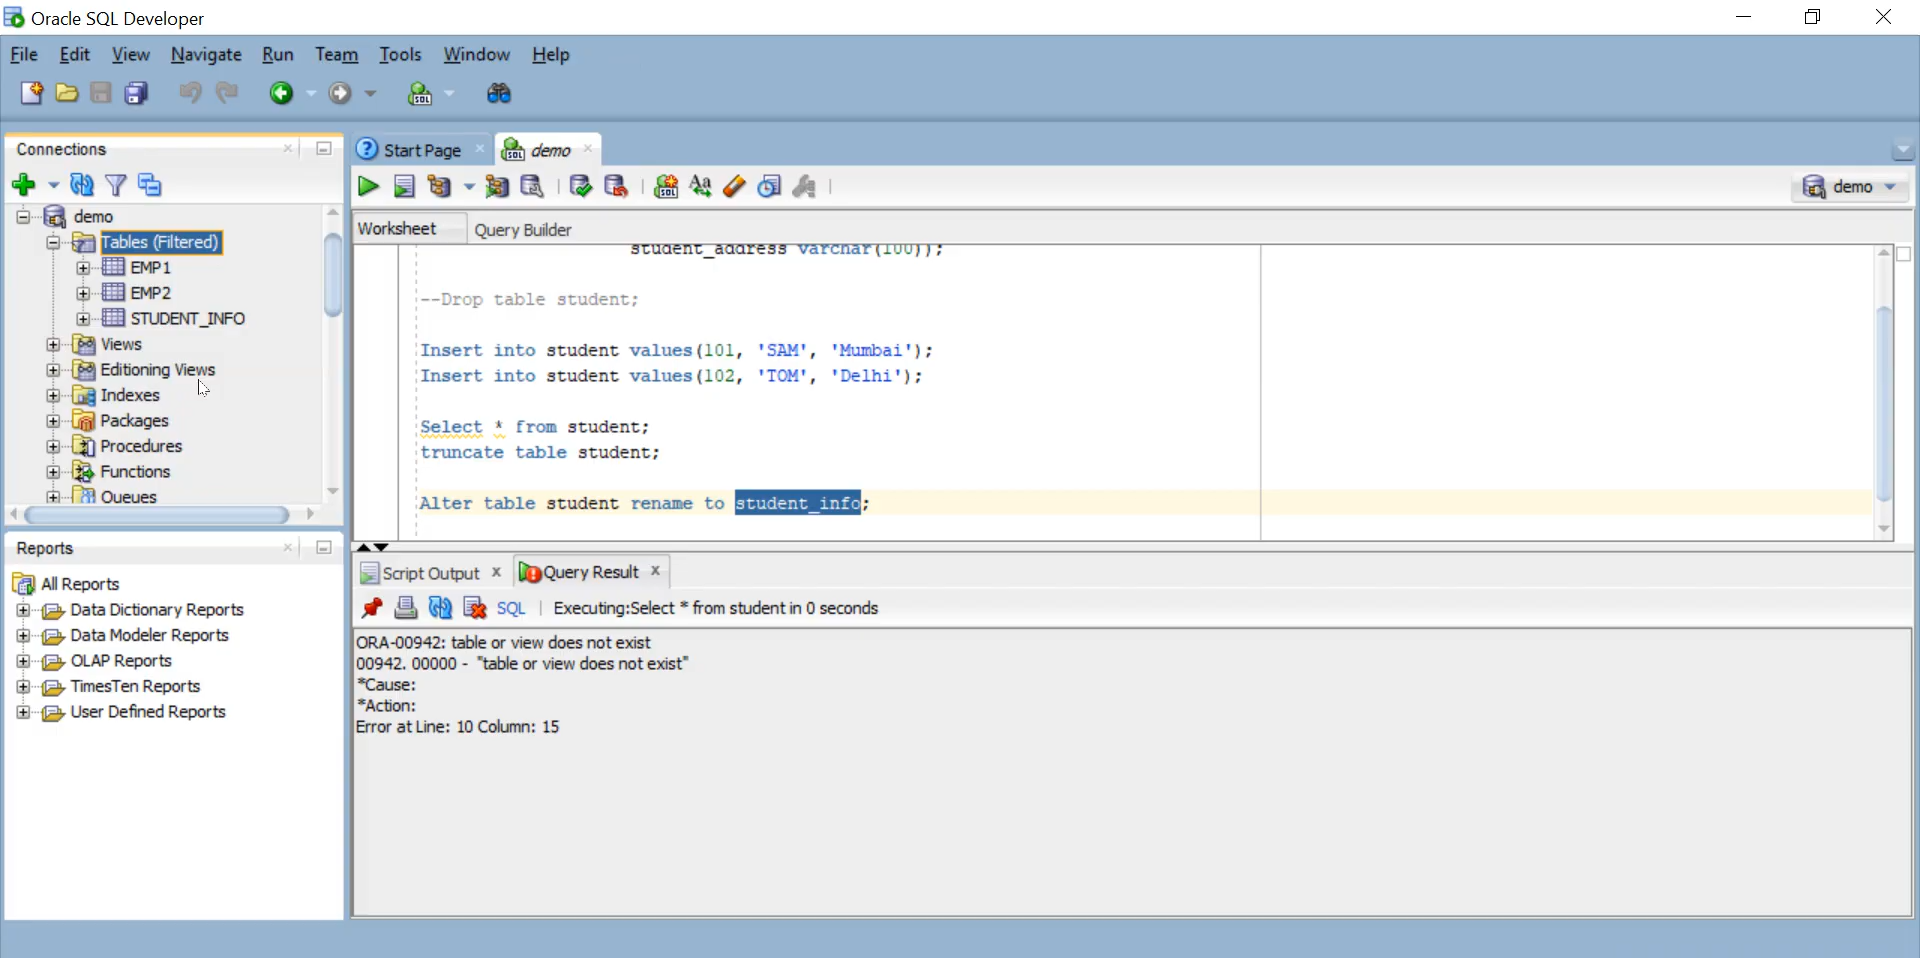 Oracle SQL Developer
File Edit View Navigate Run Team Tools Window Help
Connections
demo
Tables (Filtered)
EMP1
EMP2
STUDENT_INFO
Views
Editioning Views
Indexes
Packages
Procedures
Functions
Queues
Reports
All Reports
Data Dictionary Reports
Data Modeler Reports
OLAP Reports
TimesTen Reports
User Defined Reports
Start Page demo
demo
Worksheet Query Builder
student_address varchar(100));
--Drop table student;
Insert into student values(101, 'SAM', 'Mumbai');
Insert into student values(102, 'TOM', 'Delhi');
Select * from student;
truncate table student;
Alter table student rename to student_info;
Script Output Query Result
SQL Executing:Select * from student in 0 seconds
ORA-00942: table or view does not exist
00942. 00000 - "table or view does not exist"
*Cause:
*Action:
Error at Line: 10 Column: 15